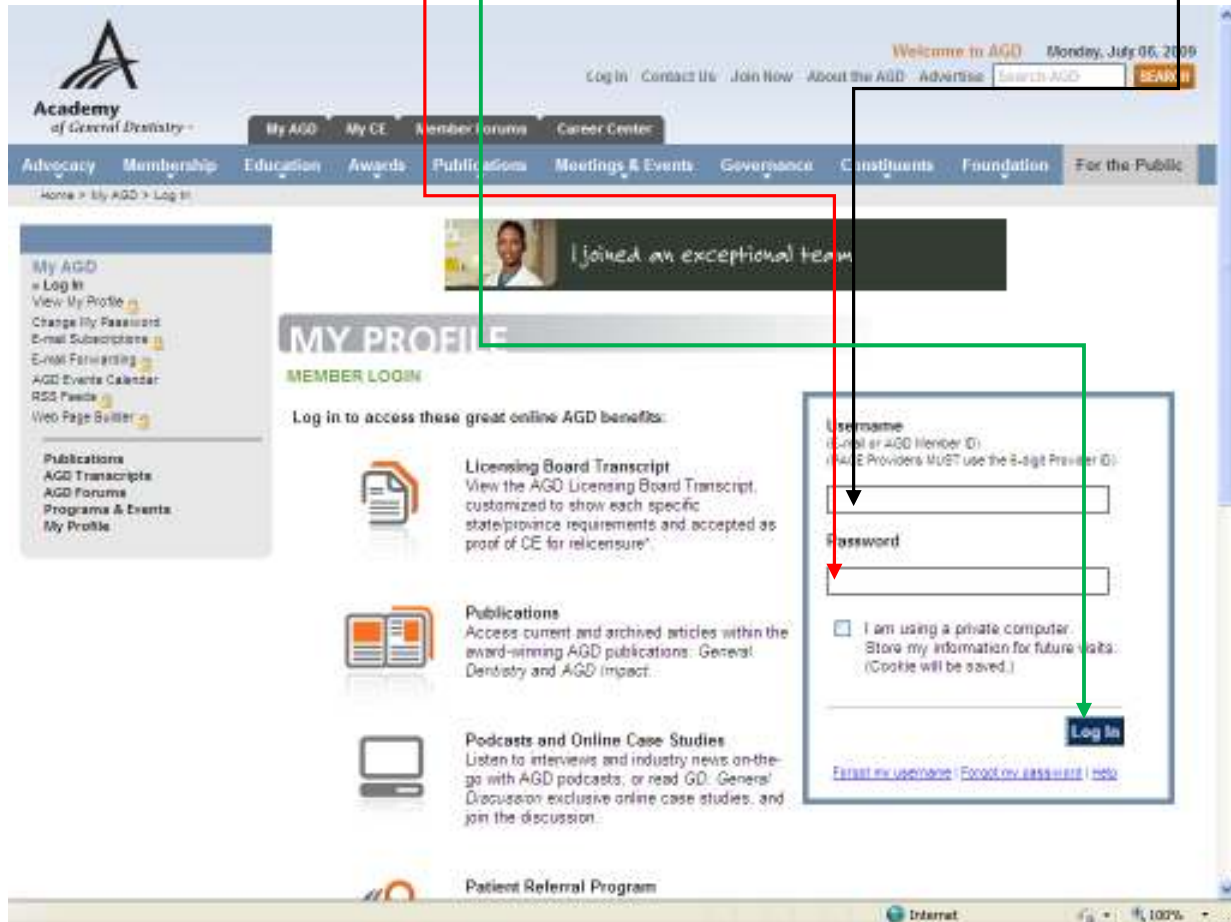 Welcome to AGD Monday, July 06, 2009
Log In Contact Us Join Now About the AGD Advertise Search AGD SEARCH
Academy
of General Dentistry
My AGD My CE Member Forums Career Center
Advocacy Membership Education Awards Publications Meetings & Events Governance Constituents Foundation For the Public
Home > My AGD > Log In
I joined an exceptional team
My AGD
» Log In
View My Profile
Change My Password
E-mail Subscriptions
E-mail Forwarding
AGD Events Calendar
RSS Feeds
Web Page Builder
Publications
AGD Transcripts
AGD Forums
Programs & Events
My Profile
MY PROFILE
MEMBER LOGIN
Log in to access these great online AGD benefits:
Licensing Board Transcript
View the AGD Licensing Board Transcript,
customized to show each specific
state/province requirements and accepted as
proof of CE for relicensure*.
Publications
Access current and archived articles within the
award-winning AGD publications: General
Dentistry and AGD Impact.
Podcasts and Online Case Studies
Listen to interviews and industry news on-the-
go with AGD podcasts, or read GD: General
Discussion exclusive online case studies, and
join the discussion.
Patient Referral Program
Username
(E-mail or AGD Member ID)
(PACE Providers MUST use the 6-digit Provider ID)
Password
I am using a private computer.
Store my information for future visits.
(Cookie will be saved.)
Log In
Forgot my username | Forgot my password | Help
Internet 100%